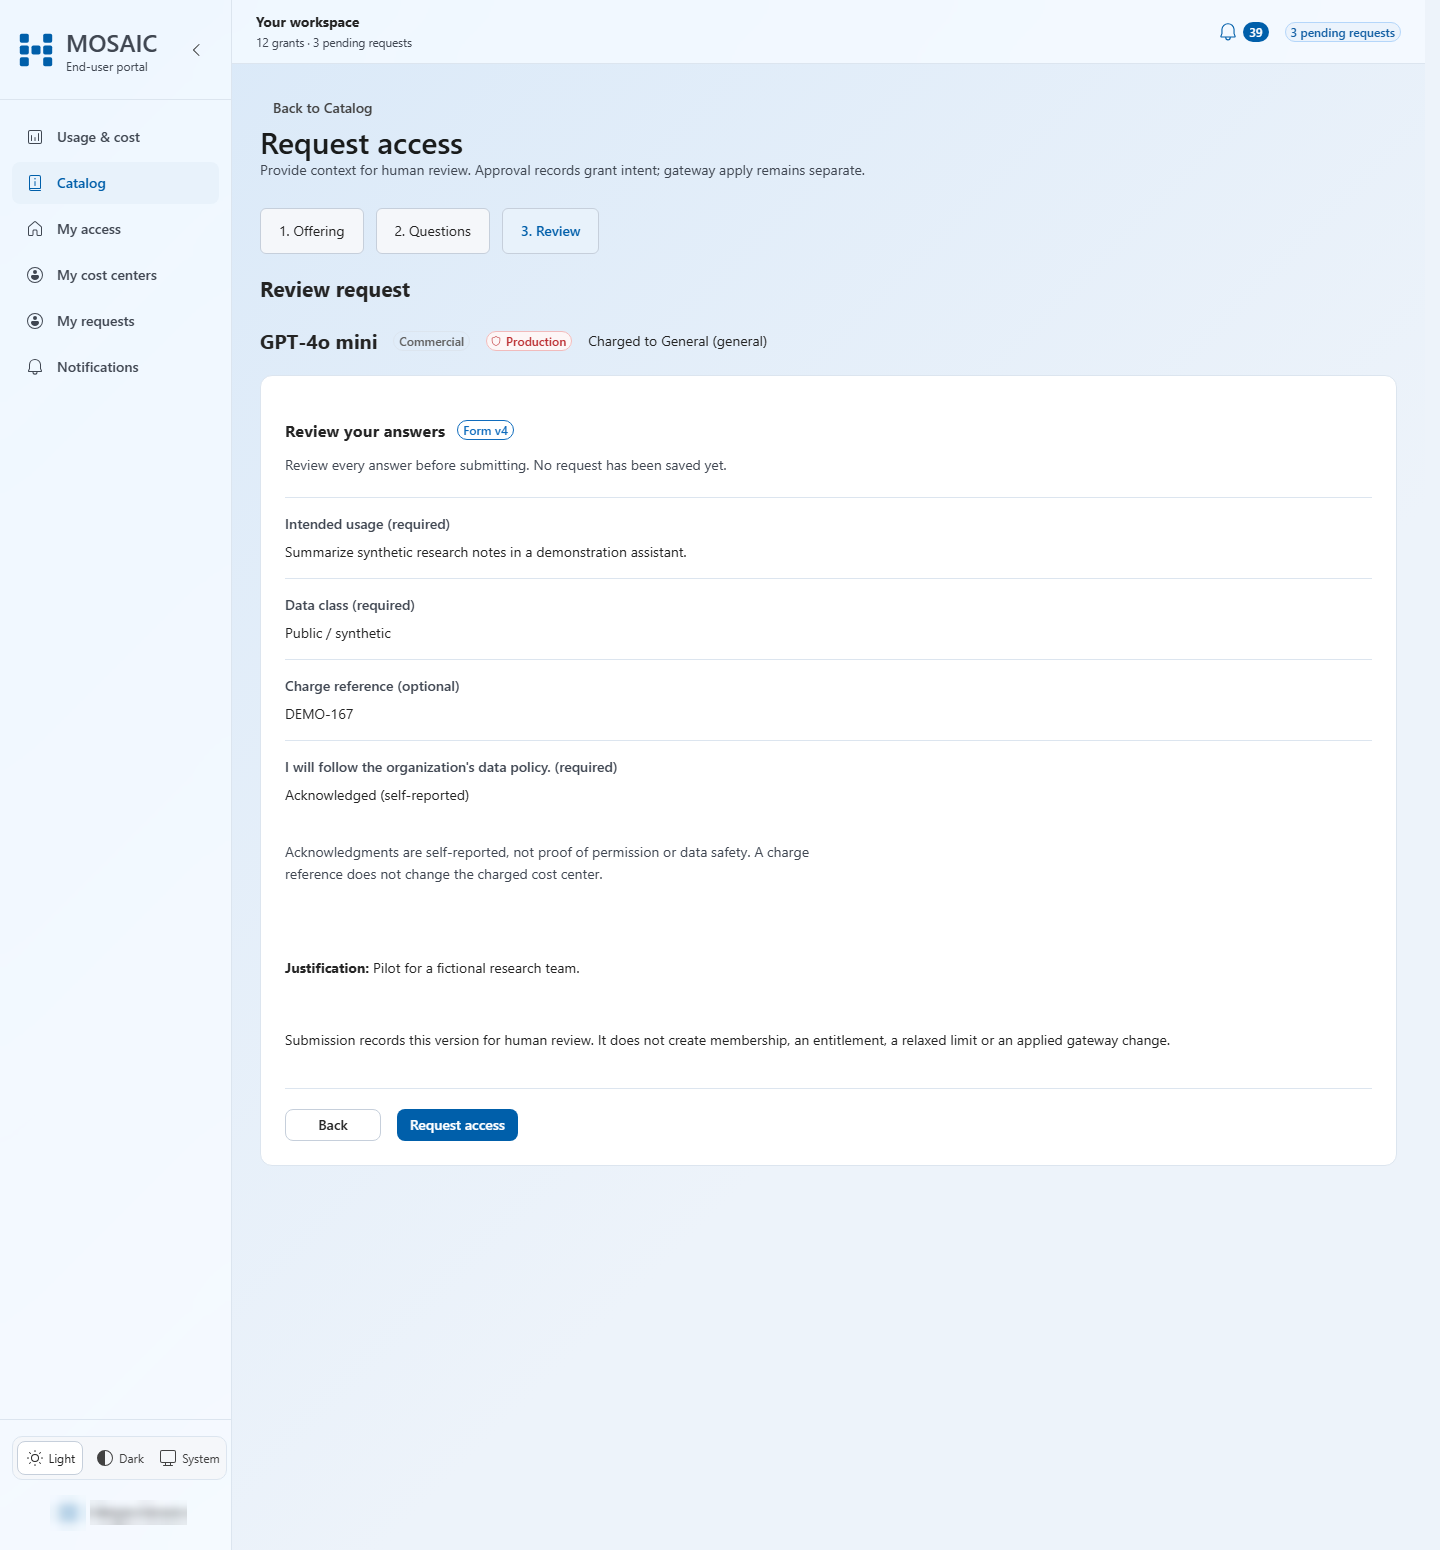 MOSAIC
End-user portal
Usage & cost
Catalog
My access
My cost centers
My requests
Notifications
Light
Dark
System
Your workspace
12 grants · 3 pending requests
39
3 pending requests
Back to Catalog
Request access
Provide context for human review. Approval records grant intent; gateway apply remains separate.
1. Offering
2. Questions
3. Review
Review request
GPT-4o mini
Commercial
Production
Charged to General (general)
Review your answers
Form v4
Review every answer before submitting. No request has been saved yet.
Intended usage (required)
Summarize synthetic research notes in a demonstration assistant.
Data class (required)
Public / synthetic
Charge reference (optional)
DEMO-167
I will follow the organization's data policy. (required)
Acknowledged (self-reported)
Acknowledgments are self-reported, not proof of permission or data safety. A charge
reference does not change the charged cost center.
Justification: Pilot for a fictional research team.
Submission records this version for human review. It does not create membership, an entitlement, a relaxed limit or an applied gateway change.
Back
Request access